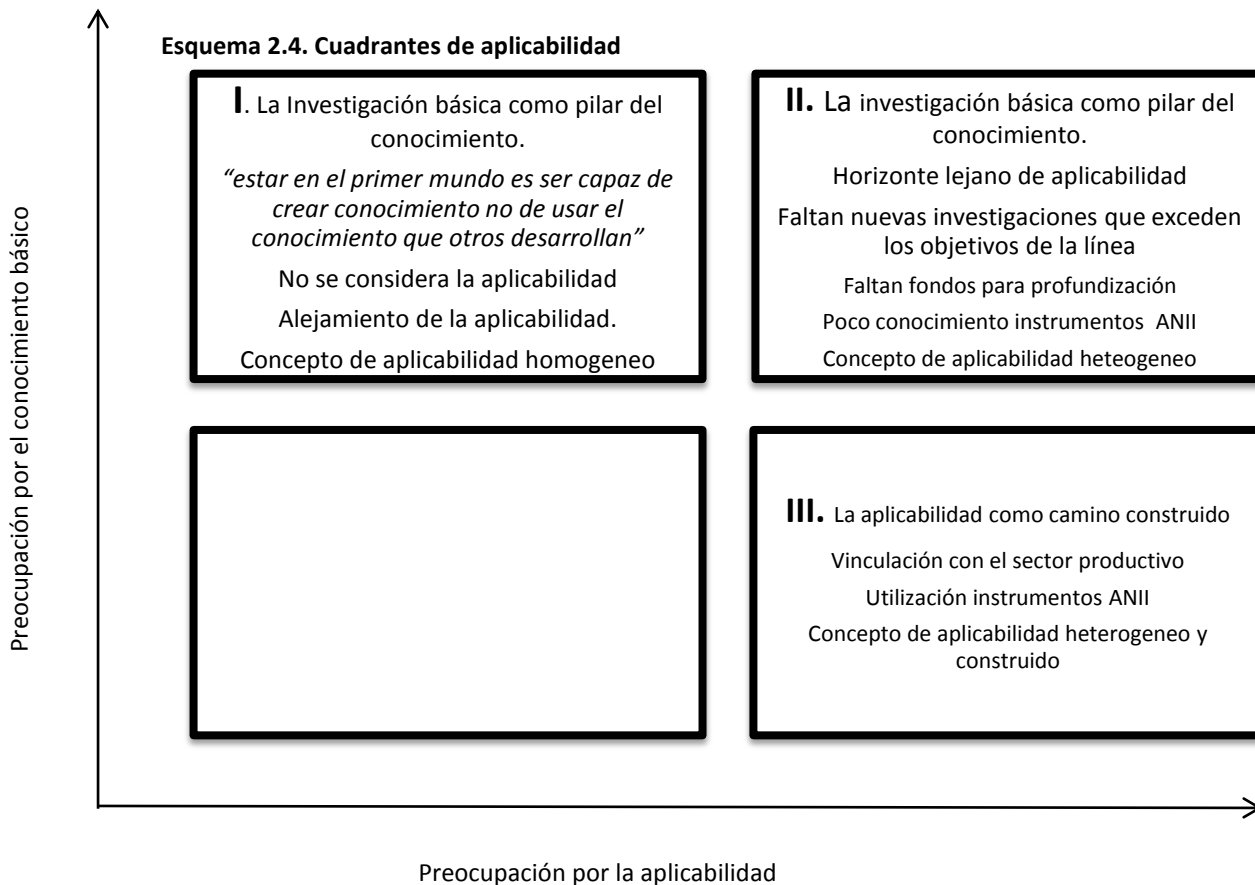 Esquema 2.4. Cuadrantes de aplicabilidad
I. La Investigación básica como pilar del
conocimiento.
“estar en el primer mundo es ser capaz de
crear conocimiento no de usar el
conocimiento que otros desarrollan”
No se considera la aplicabilidad
Alejamiento de la aplicabilidad.
Concepto de aplicabilidad homogeneo
II. La investigación básica como pilar del
conocimiento.
Horizonte lejano de aplicabilidad
Faltan nuevas investigaciones que exceden
los objetivos de la línea
Faltan fondos para profundización
Poco conocimiento instrumentos ANII
Concepto de aplicabilidad heteogeneo
III. La aplicabilidad como camino construido
Vinculación con el sector productivo
Utilización instrumentos ANII
Concepto de aplicabilidad heterogeneo y
construido
Preocupación por el conocimiento básico
Preocupación por la aplicabilidad